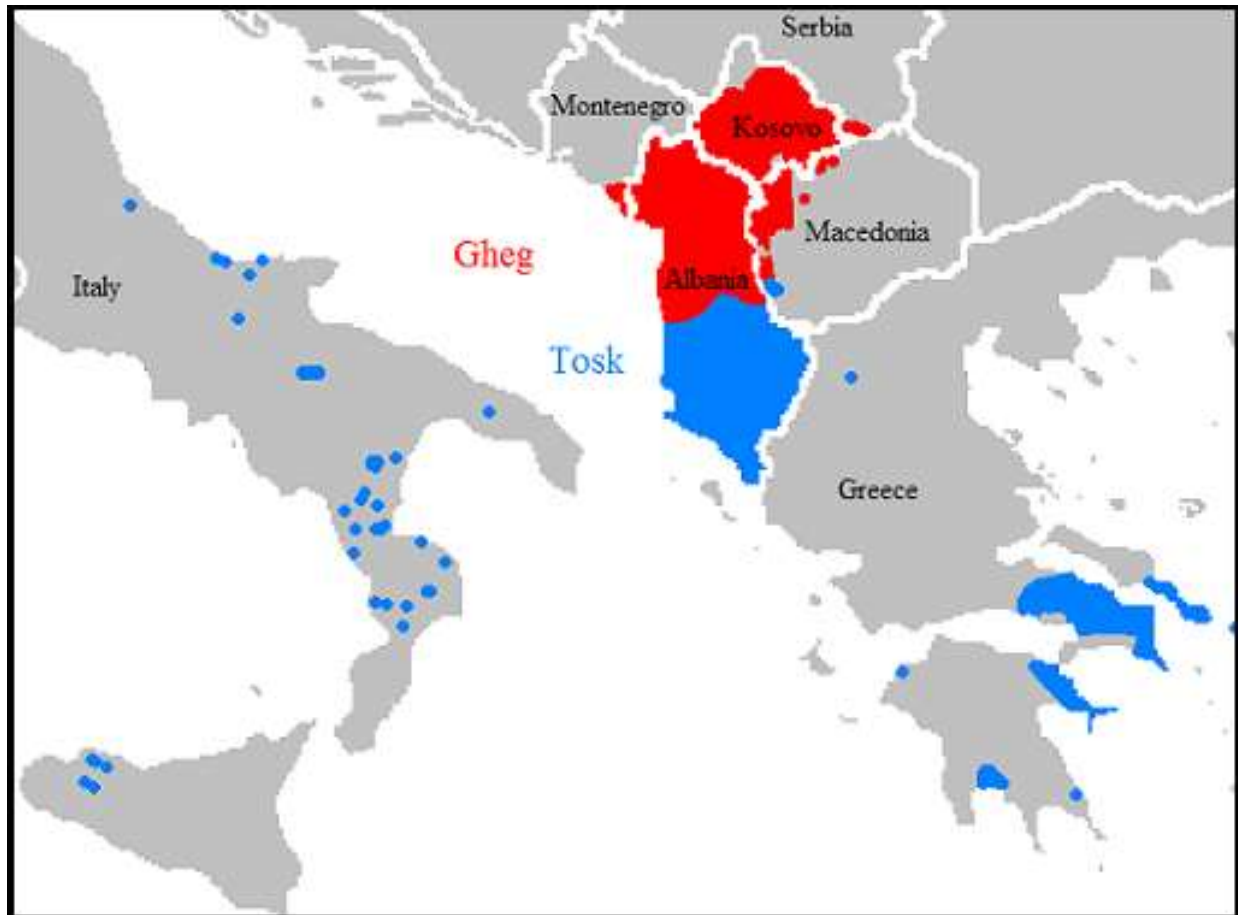 Serbia
Montenegro
Kosovo
Macedonia
Gheg
Albania
Italy
Tosk
Greece